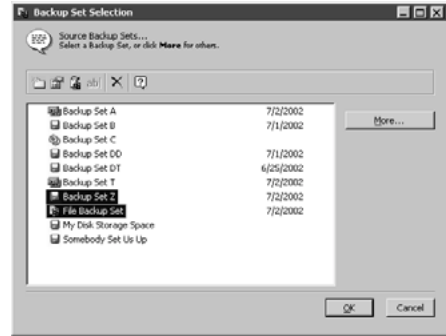 Backup Set Selection
Source Backup Sets...
Select a Backup Set, or click More for others.
Backup Set A 7/2/2002
Backup Set B 7/1/2002
Backup Set C
Backup Set DD 7/1/2002
Backup Set DT 6/25/2002
Backup Set T 7/2/2002
Backup Set Z 7/2/2002
File Backup Set 7/2/2002
My Disk Storage Space
Somebody Set Us Up
More...
OK
Cancel